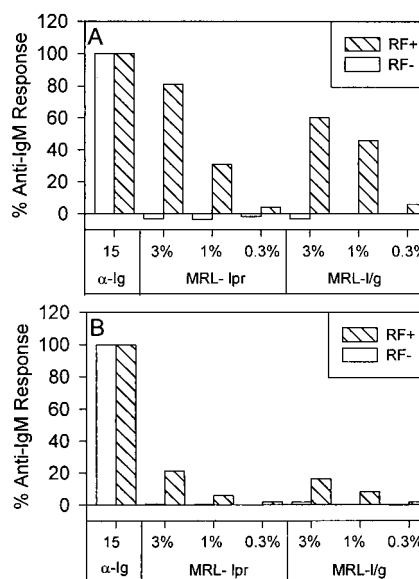 A
% Anti-IgM Response
120
100
80
60
40
20
0
RF+
RF-
15 3% 1% 0.3% 3% 1% 0.3%
α-Ig MRL- lpr MRL-l/g
B
% Anti-IgM Response
120
100
80
60
40
20
0
RF+
RF-
15 3% 1% 0.3% 3% 1% 0.3%
α-Ig MRL- lpr MRL-l/g